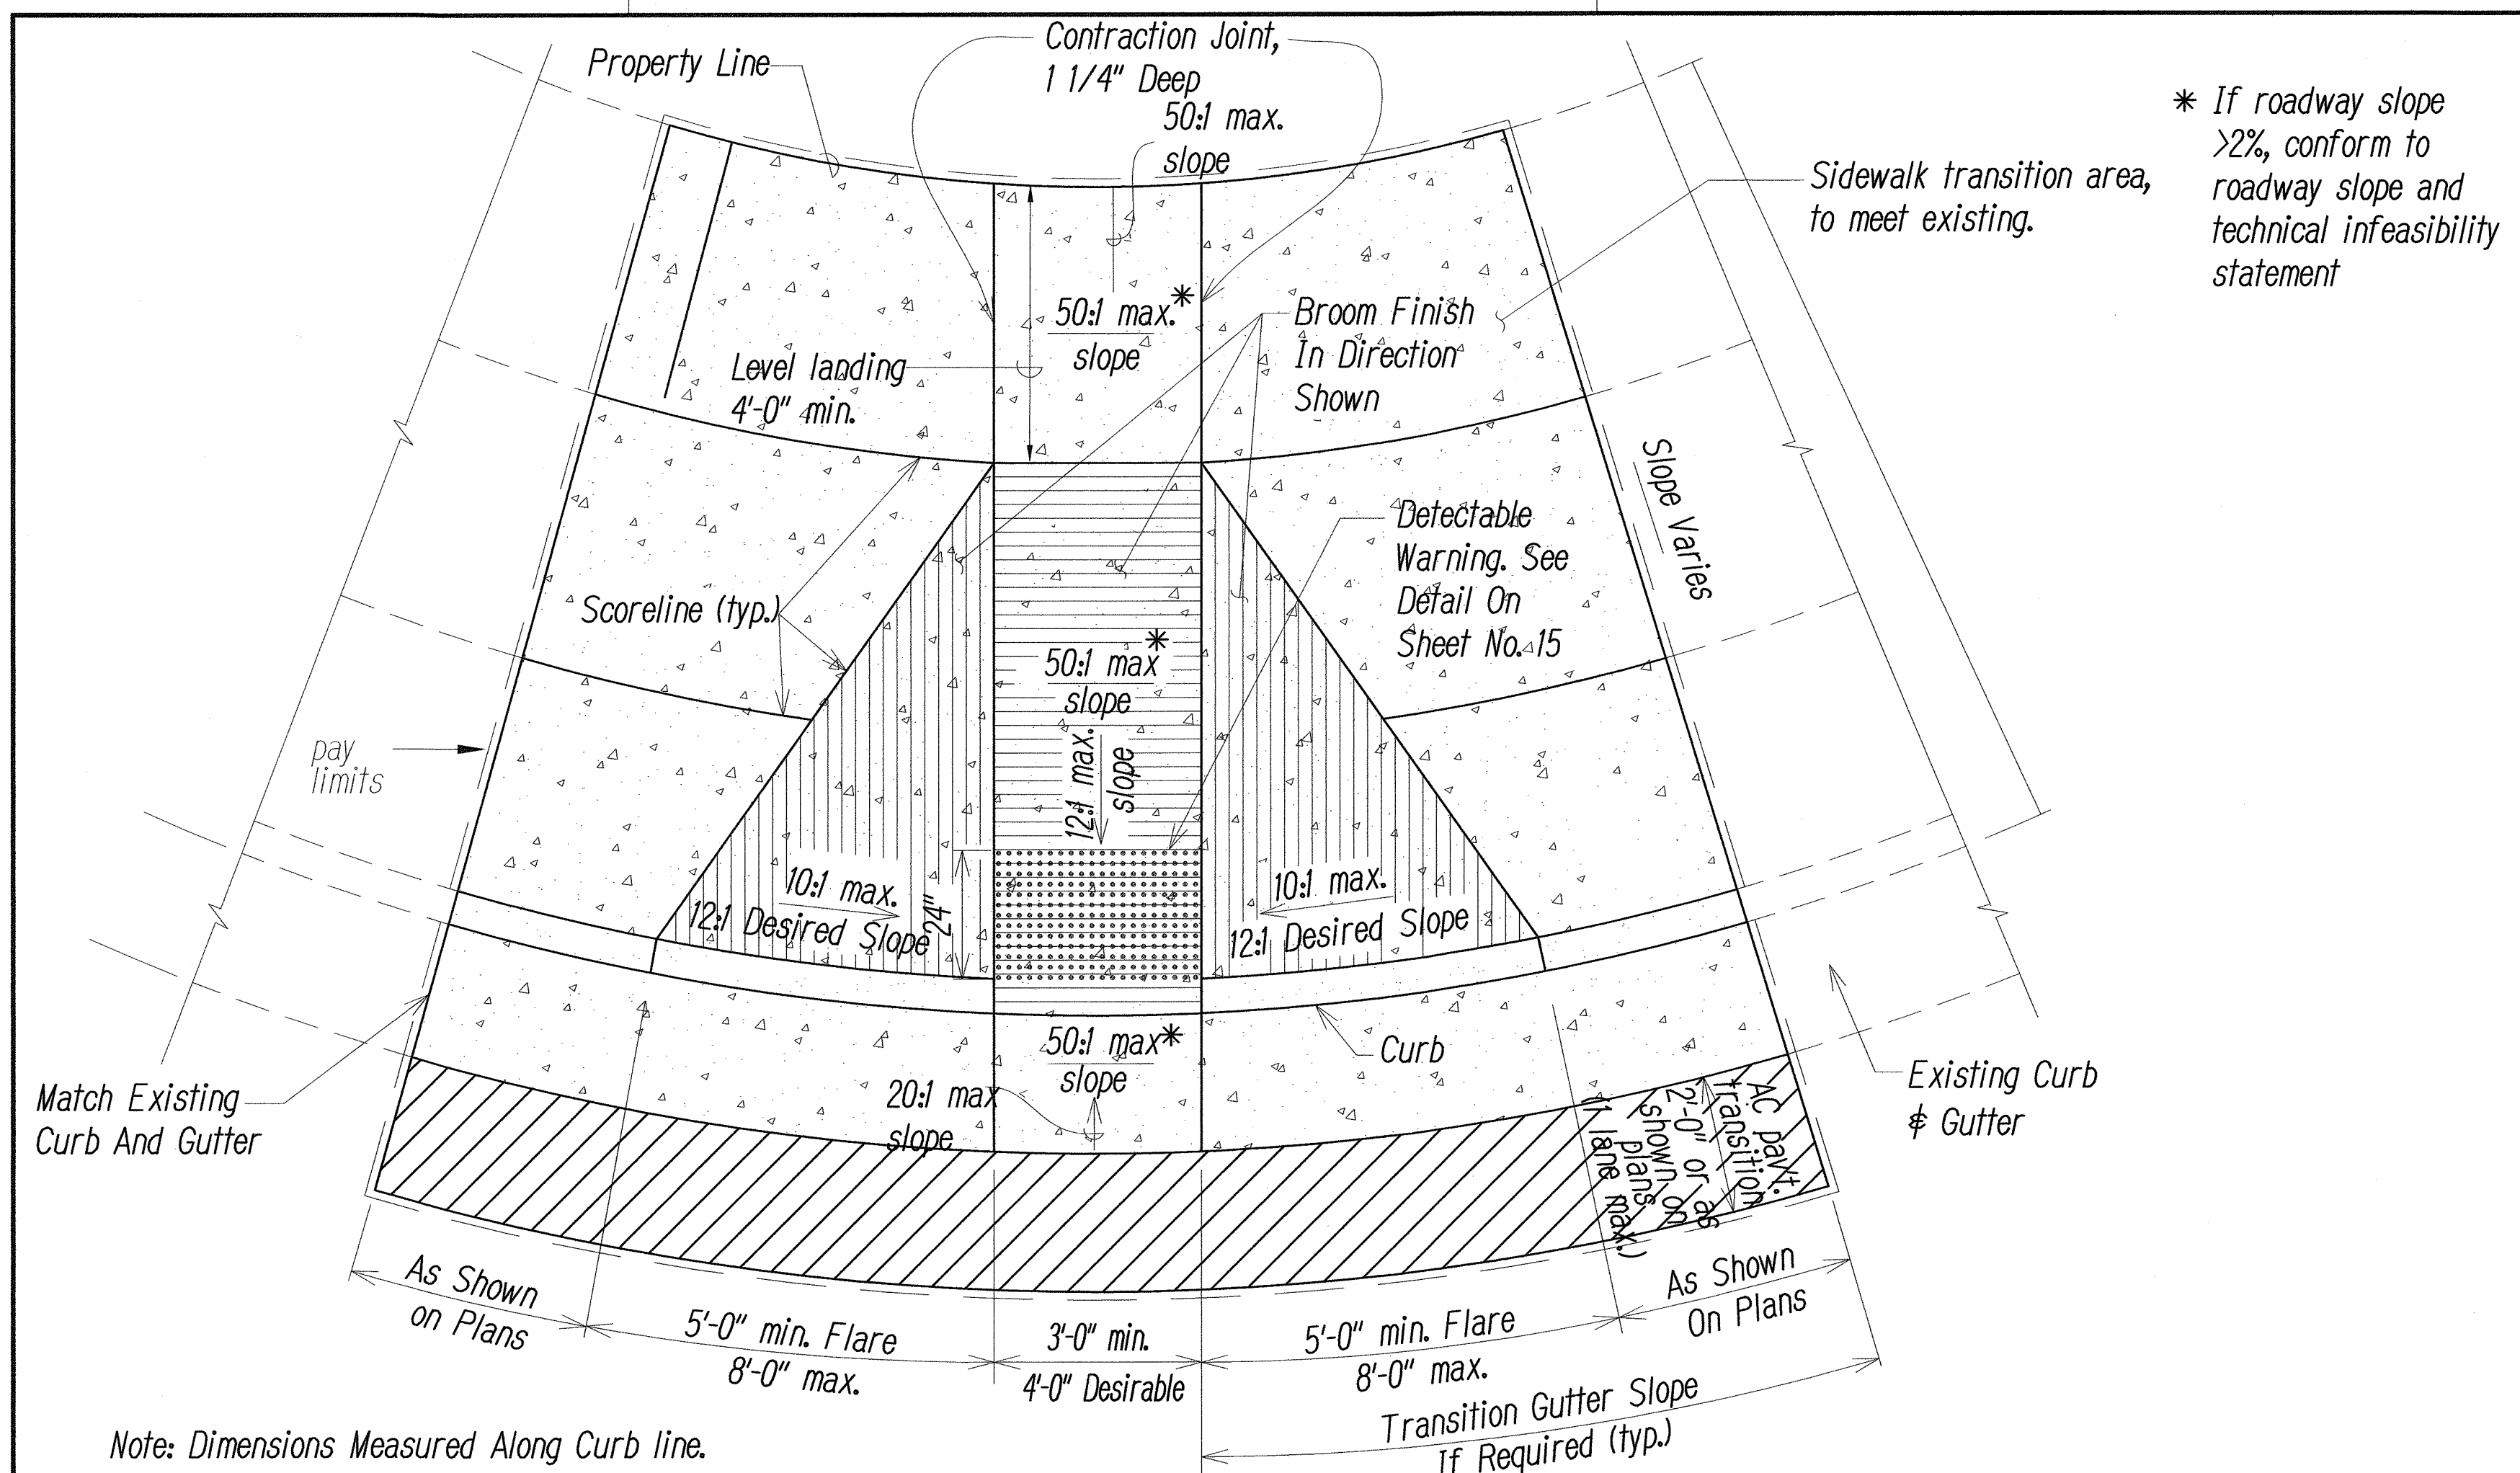 Property Line
Contraction Joint,
1 1/4" Deep
50:1 max.
slope
* If roadway slope
>2%, conform to
roadway slope and
technical infeasibility
statement
Sidewalk transition area,
to meet existing.
50:1 max.*
slope
Broom Finish
In Direction
Shown
Level landing
4'-0" min.
Slope Varies
Detectable
Warning. See
Detail On
Sheet No. 15
Scoreline (typ.)
50:1 max*
slope
12:1 max.
slope
pay
limits
10:1 max.
12:1 Desired Slope
24"
10:1 max.
12:1 Desired Slope
50:1 max*
slope
20:1 max
slope
Curb
Match Existing
Curb And Gutter
Existing Curb
& Gutter
AC pav't.
transition
2'-0" or as
shown on
plans
(1 lane max.)
As Shown
on Plans
5'-0" min. Flare
8'-0" max.
3'-0" min.
4'-0" Desirable
5'-0" min. Flare
8'-0" max.
As Shown
On Plans
Transition Gutter Slope
If Required (typ.)
Note: Dimensions Measured Along Curb line.